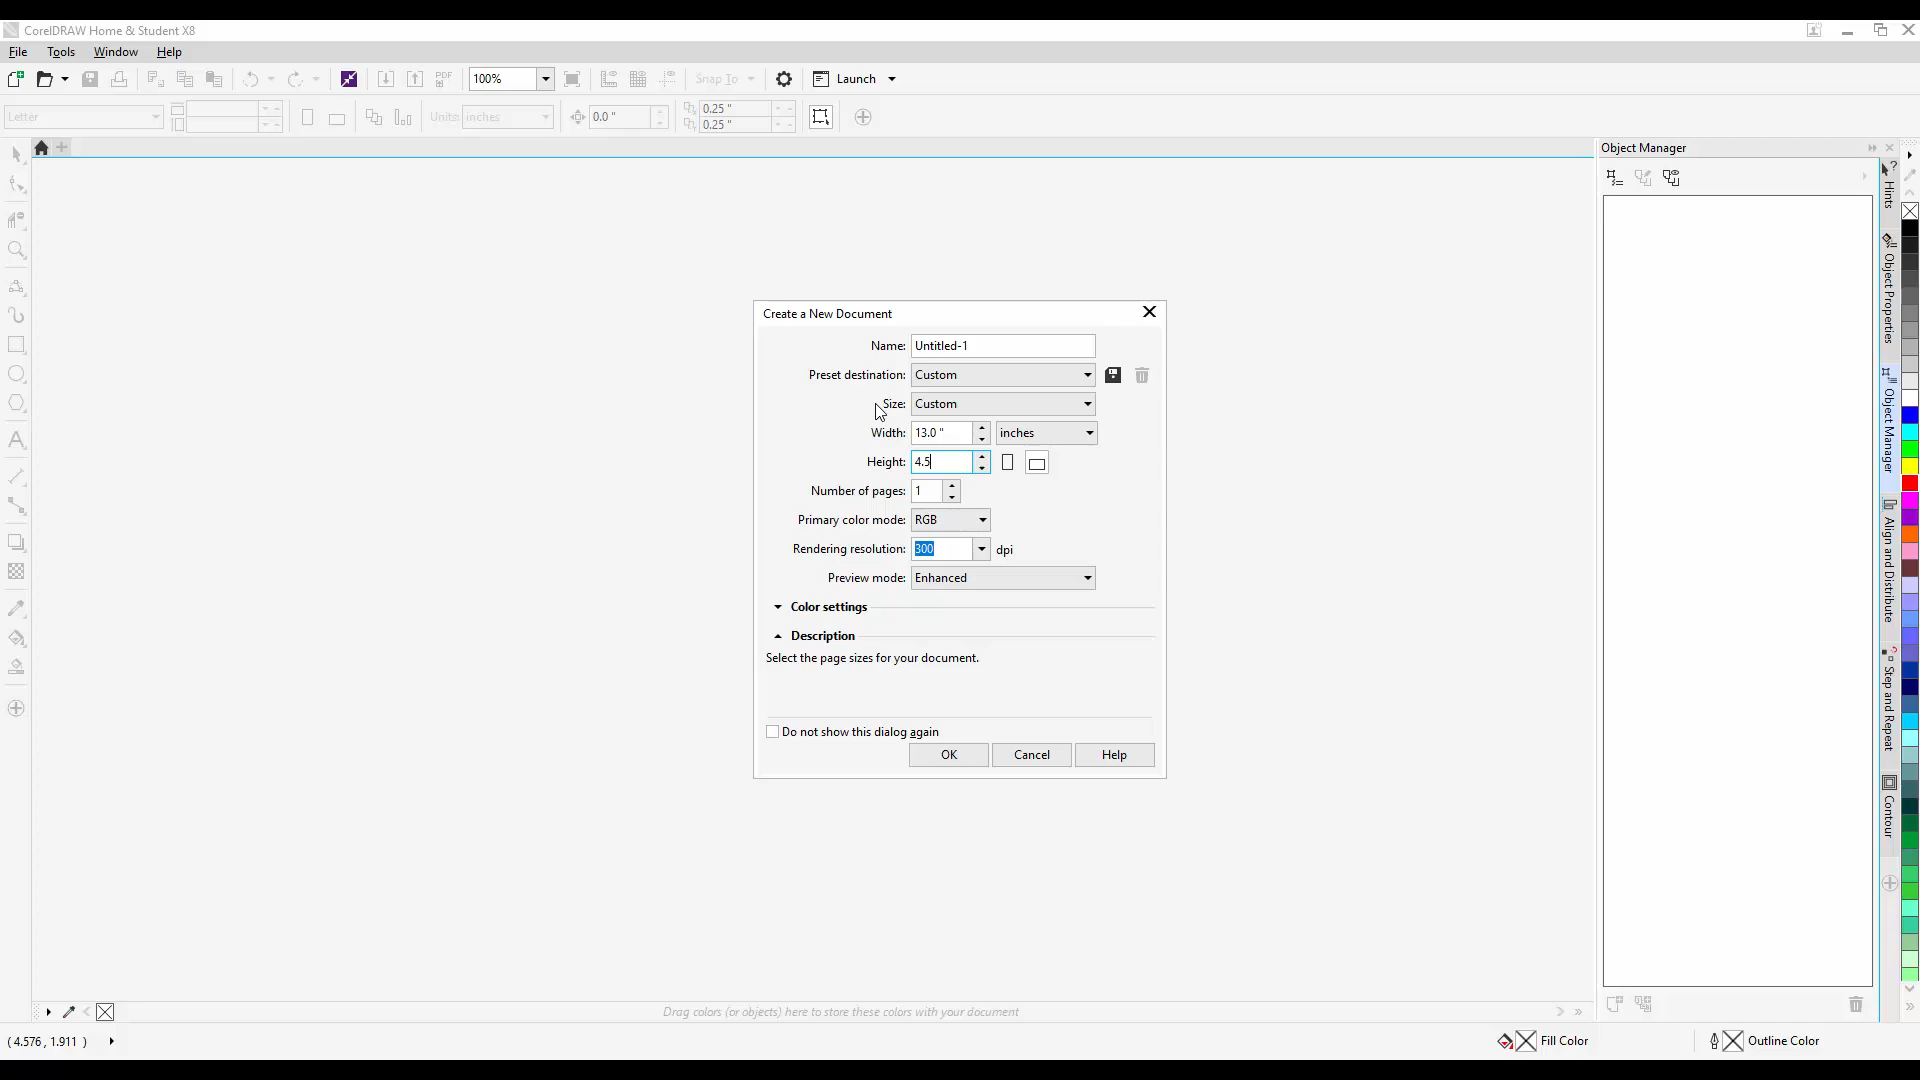 CorelDRAW Home & Student X8
File Tools Window Help
PDF 100% Snap To Launch
Letter Units: inches 0.0 " 0.25 "
0.25 "
Object Manager
Hints
Object Properties
Object Manager
Align and Distribute
Step and Repeat
Contour
Create a New Document
Name: Untitled-1
Preset destination: Custom
Size: Custom
Width: 13.0 " inches
Height: 4.5
Number of pages: 1
Primary color mode: RGB
Rendering resolution: 300 dpi
Preview mode: Enhanced
Color settings
Description
Select the page sizes for your document.
Do not show this dialog again
OK Cancel Help
Drag colors (or objects) here to store these colors with your document
( 4.576 , 1.911 ) Fill Color Outline Color